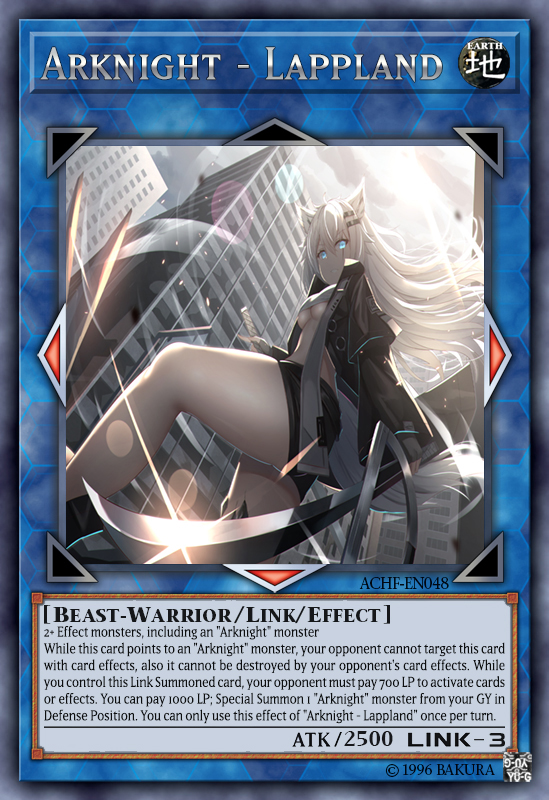 ARKNIGHT - LAPPLAND
EARTH
地
ACHF-EN048
[BEAST-WARRIOR/LINK/EFFECT]
2+ Effect monsters, including an "Arknight" monster
While this card points to an "Arknight" monster, your opponent cannot target this card
with card effects, also it cannot be destroyed by your opponent's card effects. While
you control this Link Summoned card, your opponent must pay 700 LP to activate cards
or effects. You can pay 1000 LP; Special Summon 1 "Arknight" monster from your GY in
Defense Position. You can only use this effect of "Arknight - Lappland" once per turn.
ATK/2500 LINK-3
© 1996 BAKURA